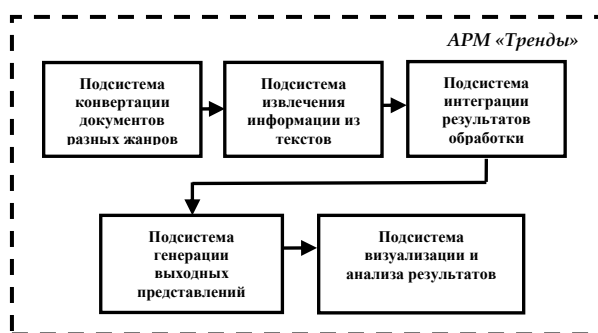 АРМ «Тренды»
Подсистема
конвертации
документов
разных жанров
Подсистема
извлечения
информации из
текстов
Подсистема
интеграции
результатов
обработки
Подсистема
генерации
выходных
представлений
Подсистема
визуализации и
анализа результатов